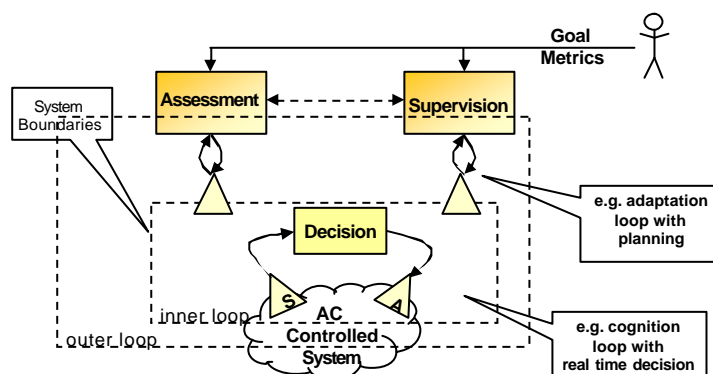 Goal
Metrics
System
Boundaries
Assessment
Supervision
e.g. adaptation
loop with
planning
Decision
S
A
inner loop
AC
outer loop
Controlled
System
e.g. cognition
loop with
real time decision